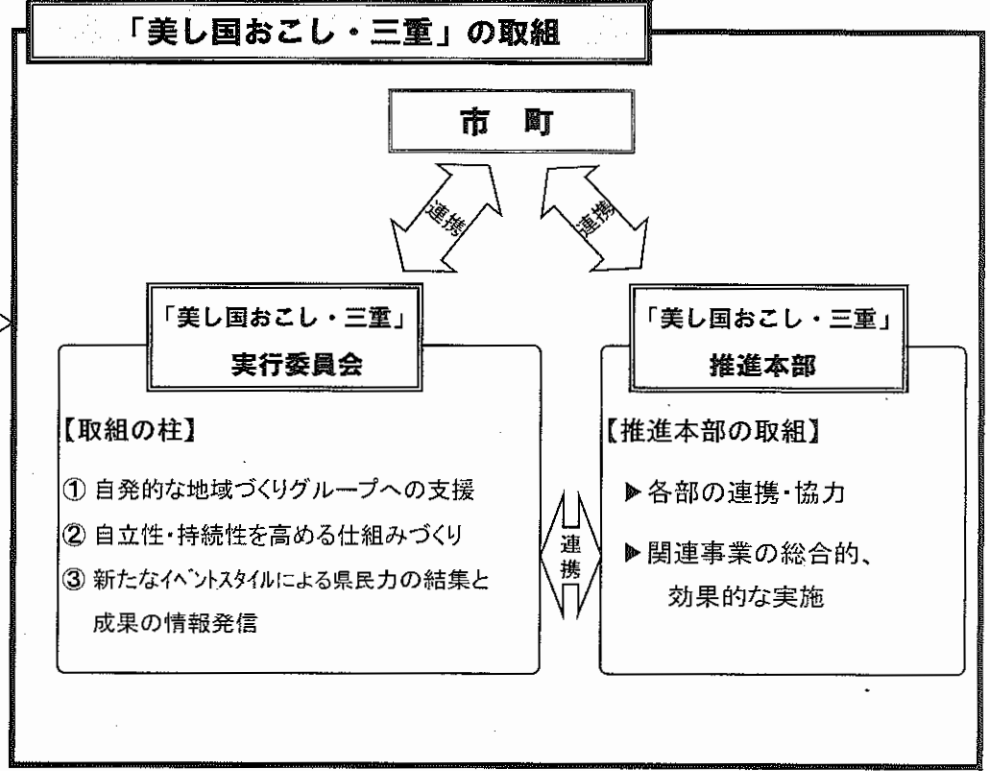 「美し国おこし・三重」の取組
市 町
連携
連携
「美し国おこし・三重」
実行委員会
【取組の柱】
① 自発的な地域づくりグループへの支援
② 自立性・持続性を高める仕組みづくり
③ 新たなイベントスタイルによる県民力の結集と
成果の情報発信
連携
「美し国おこし・三重」
推進本部
【推進本部の取組】
▶各部の連携・協力
▶関連事業の総合的、
効果的な実施